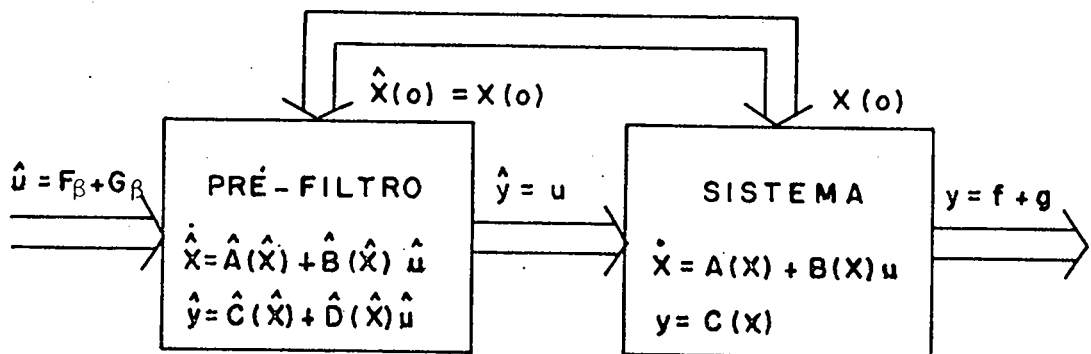 X̂(o) = X(o)
X(o)
û = Fβ + Gβ
PRÉ-FILTRO
ŷ = u
SISTEMA
y = f + g
Ẋ̂ = Â(X̂) + B̂(X̂) û
Ẋ = A(X) + B(X) u
ŷ = Ĉ(X̂) + D̂(X̂) û
y = C(X)